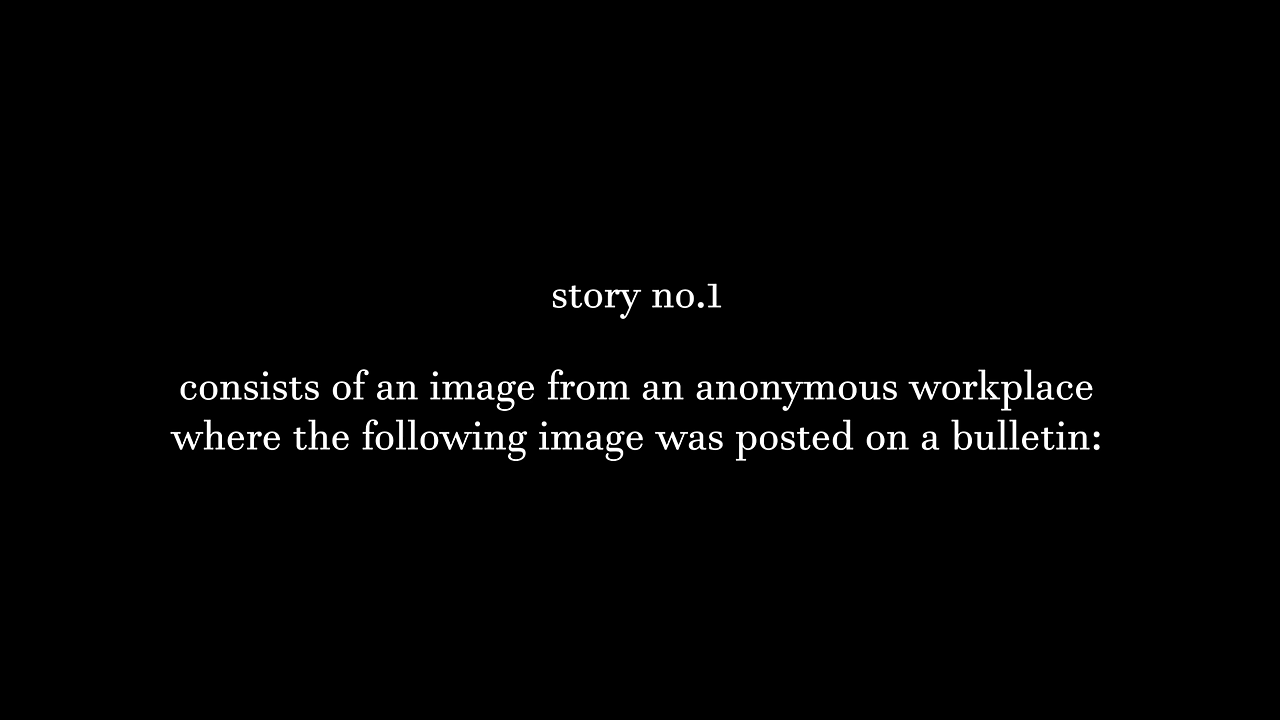 story no.1
consists of an image from an anonymous workplace
where the following image was posted on a bulletin: